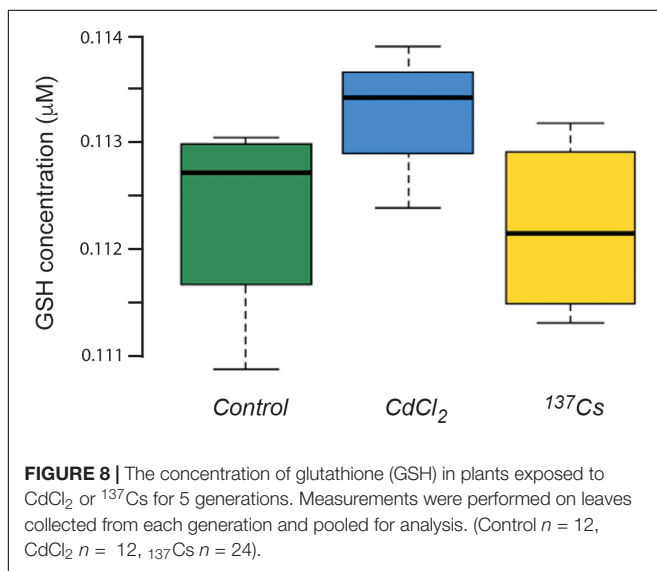 0.114
0.113
0.112
0.111
GSH concentration (μM)
Control
CdCl₂
¹³⁷Cs
FIGURE 8 | The concentration of glutathione (GSH) in plants exposed to
CdCl₂ or ¹³⁷Cs for 5 generations. Measurements were performed on leaves
collected from each generation and pooled for analysis. (Control n = 12,
CdCl₂ n = 12, ₁₃₇Cs n = 24).